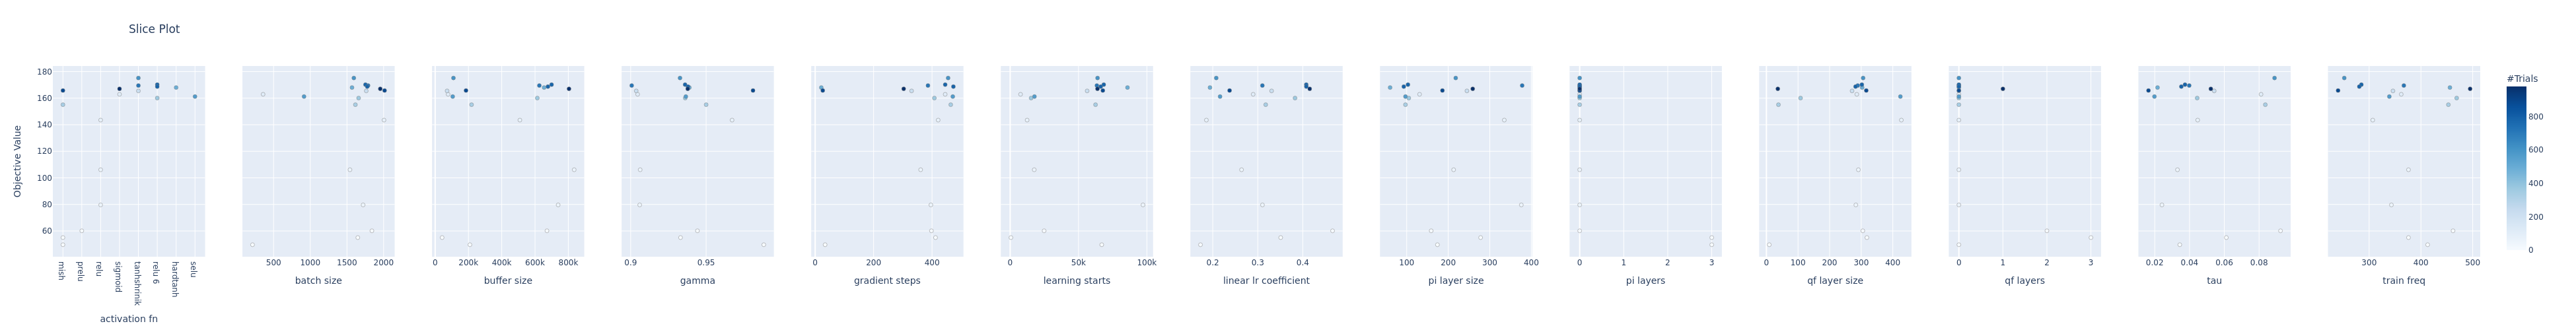 Slice Plot
Objective Value
180
160
140
120
100
80
60
mish
prelu
relu
sigmoid
tanhshrinik
relu 6
hardtanh
selu
activation fn
500 1000 1500 2000
batch size
0 200k 400k 600k 800k
buffer size
0.9 0.95
gamma
0 200 400
gradient steps
0 50k 100k
learning starts
0.2 0.3 0.4
linear lr coefficient
100 200 300 400
pi layer size
0 1 2 3
pi layers
0 100 200 300 400
qf layer size
0 1 2 3
qf layers
0.02 0.04 0.06 0.08
tau
300 400 500
train freq
#Trials
800
600
400
200
0